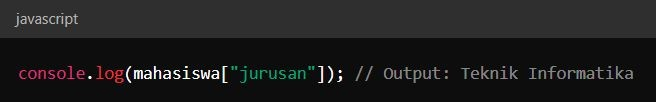 javascript
console.log(mahasiswa["jurusan"]); // Output: Teknik Informatika